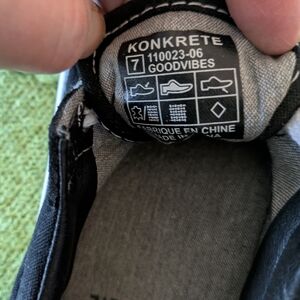 KONKRETE
7 110023-06
GOODVIBES
FABRIQUE EN CHINE